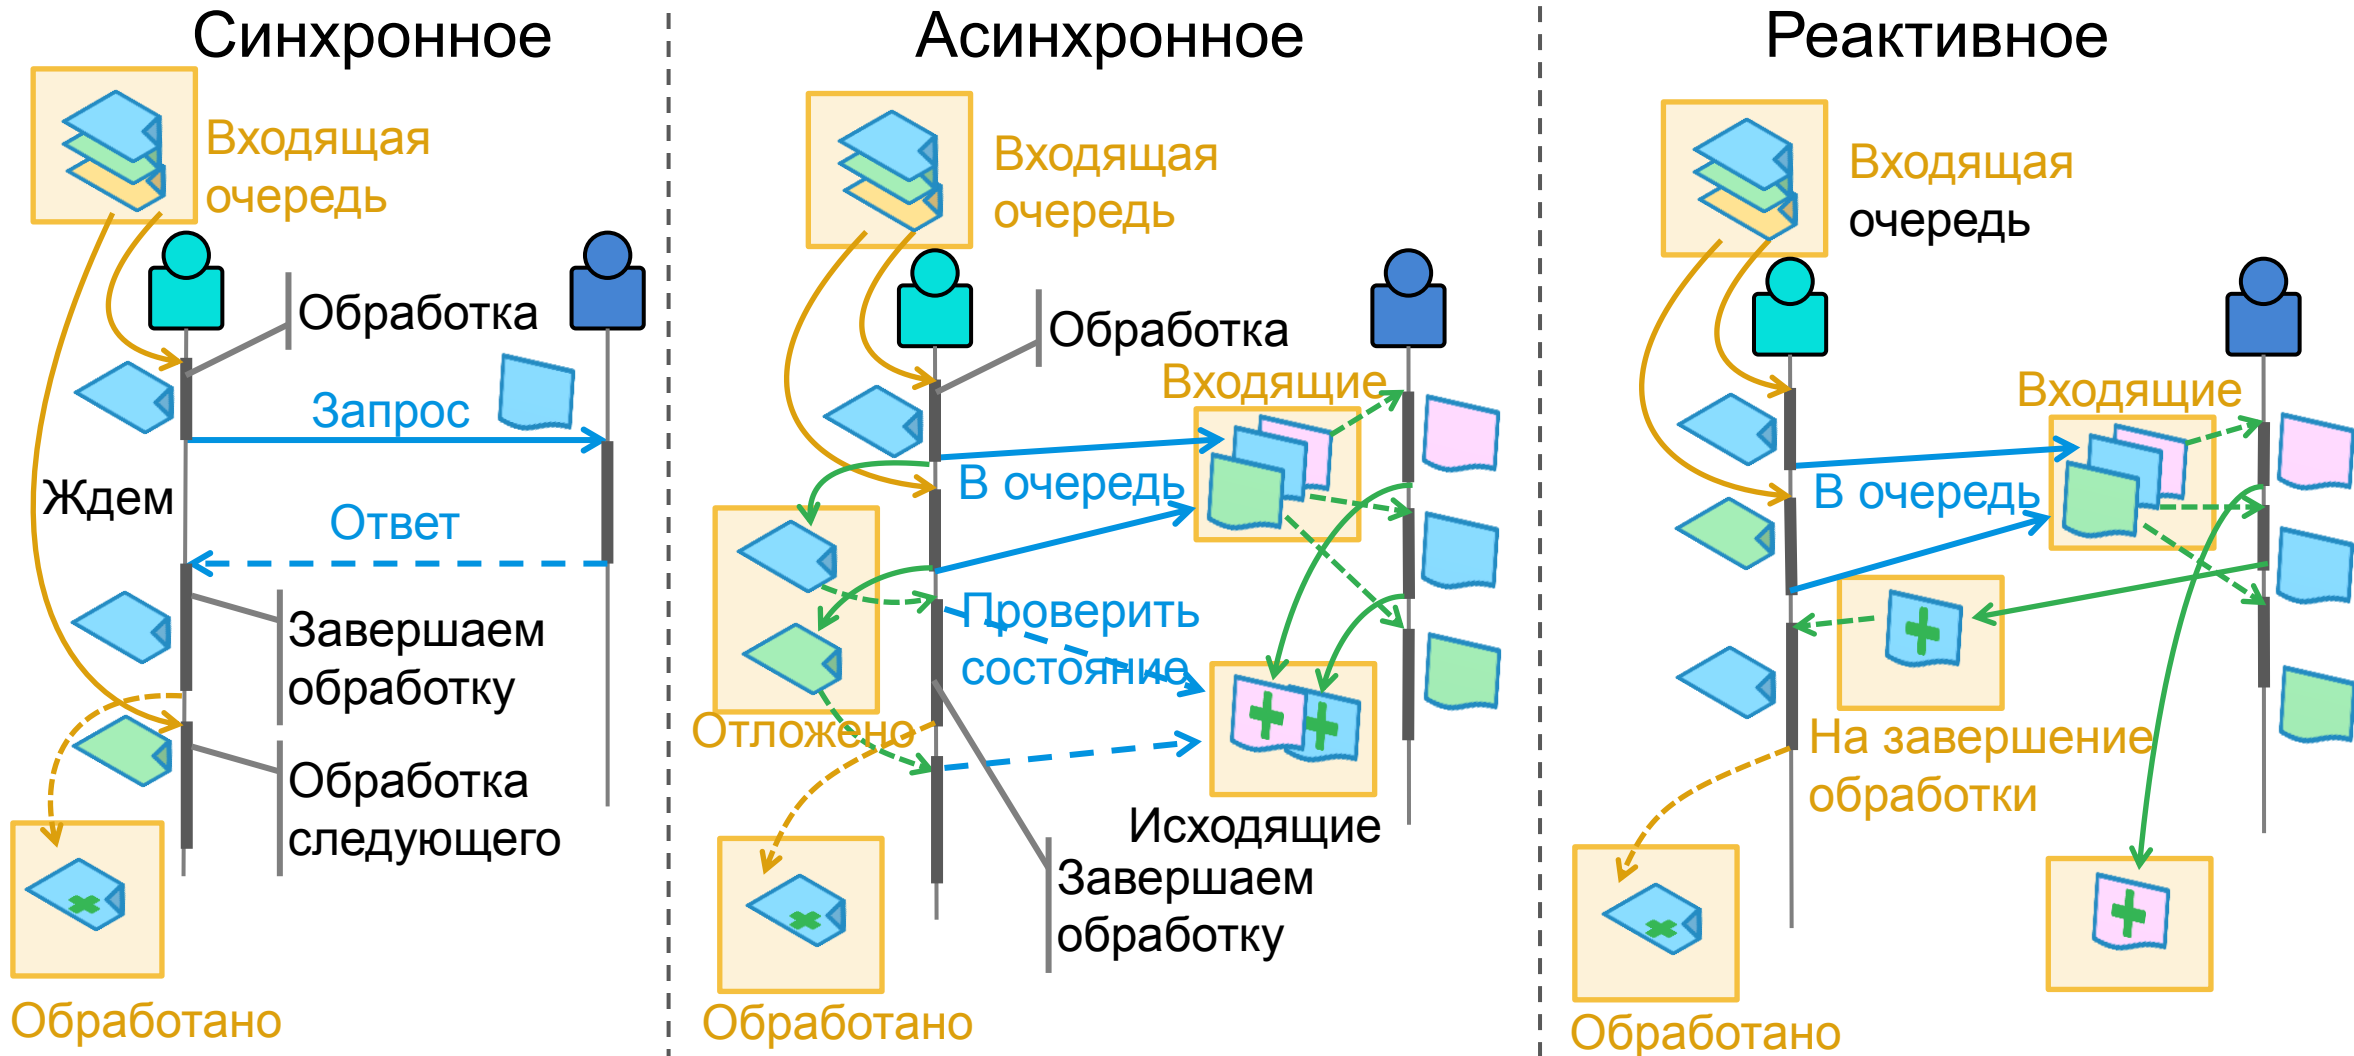 Синхронное
Входящая
очередь
Обработка
Запрос
Ждем
Ответ
Завершаем
обработку
Обработка
следующего
Обработано
Асинхронное
Входящая
очередь
Обработка
Входящие
В очередь
Проверить
состояние
Отложено
Исходящие
Завершаем
обработку
Обработано
Реактивное
Входящая
очередь
Входящие
В очередь
На завершение
обработки
Обработано